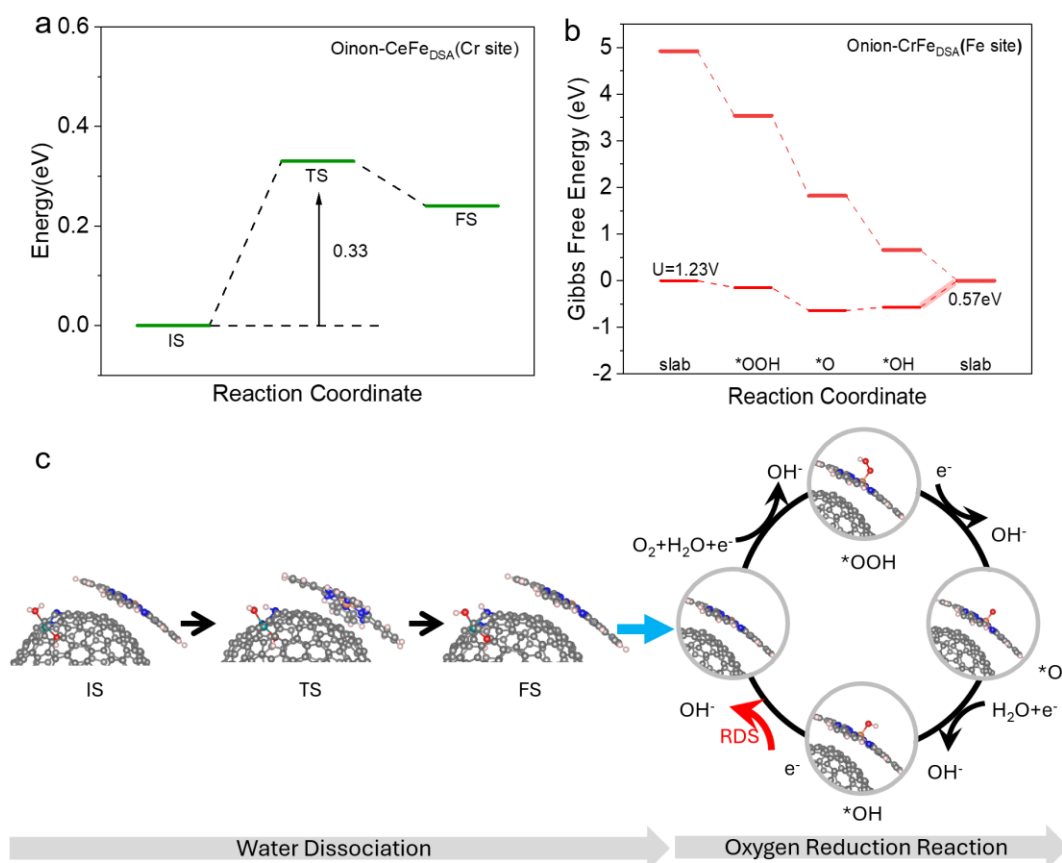 a
Oinon-CeFeDSA(Cr site)
0.6
0.4
0.2
0.0
Energy(eV)
TS
FS
0.33
IS
Reaction Coordinate
b
Onion-CrFeDSA(Fe site)
5
4
3
2
1
0
-1
-2
Gibbs Free Energy (eV)
U=1.23V
0.57eV
slab
*OOH
*O
*OH
slab
Reaction Coordinate
c
IS
TS
FS
OH-
e-
O2+H2O+e-
*OOH
OH-
*O
H2O+e-
OH-
RDS
OH-
e-
*OH
Water Dissociation
Oxygen Reduction Reaction